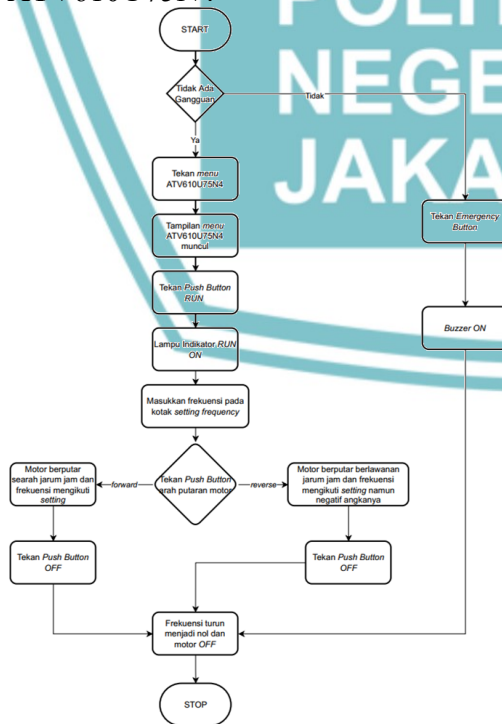 START
Tidak Ada
Gangguan
Tidak
Ya
Tekan menu
ATV610U75N4
Tampilan menu
ATV610U75N4
muncul
Tekan Push Button
RUN
Lampu Indikator RUN
ON
Masukkan frekuensi pada
kotak setting frequency
Tekan Push Button
arah putaran motor
forward
reverse
Motor berputar
searah jarum jam dan
frekuensi mengikuti
setting
Motor berputar berlawanan
jarum jam dan frekuensi
mengikuti setting namun
negatif angkanya
Tekan Push Button
OFF
Tekan Push Button
OFF
Tekan Emergency
Button
Buzzer ON
Frekuensi turun
menjadi nol dan
motor OFF
STOP
NEGE
JAKA